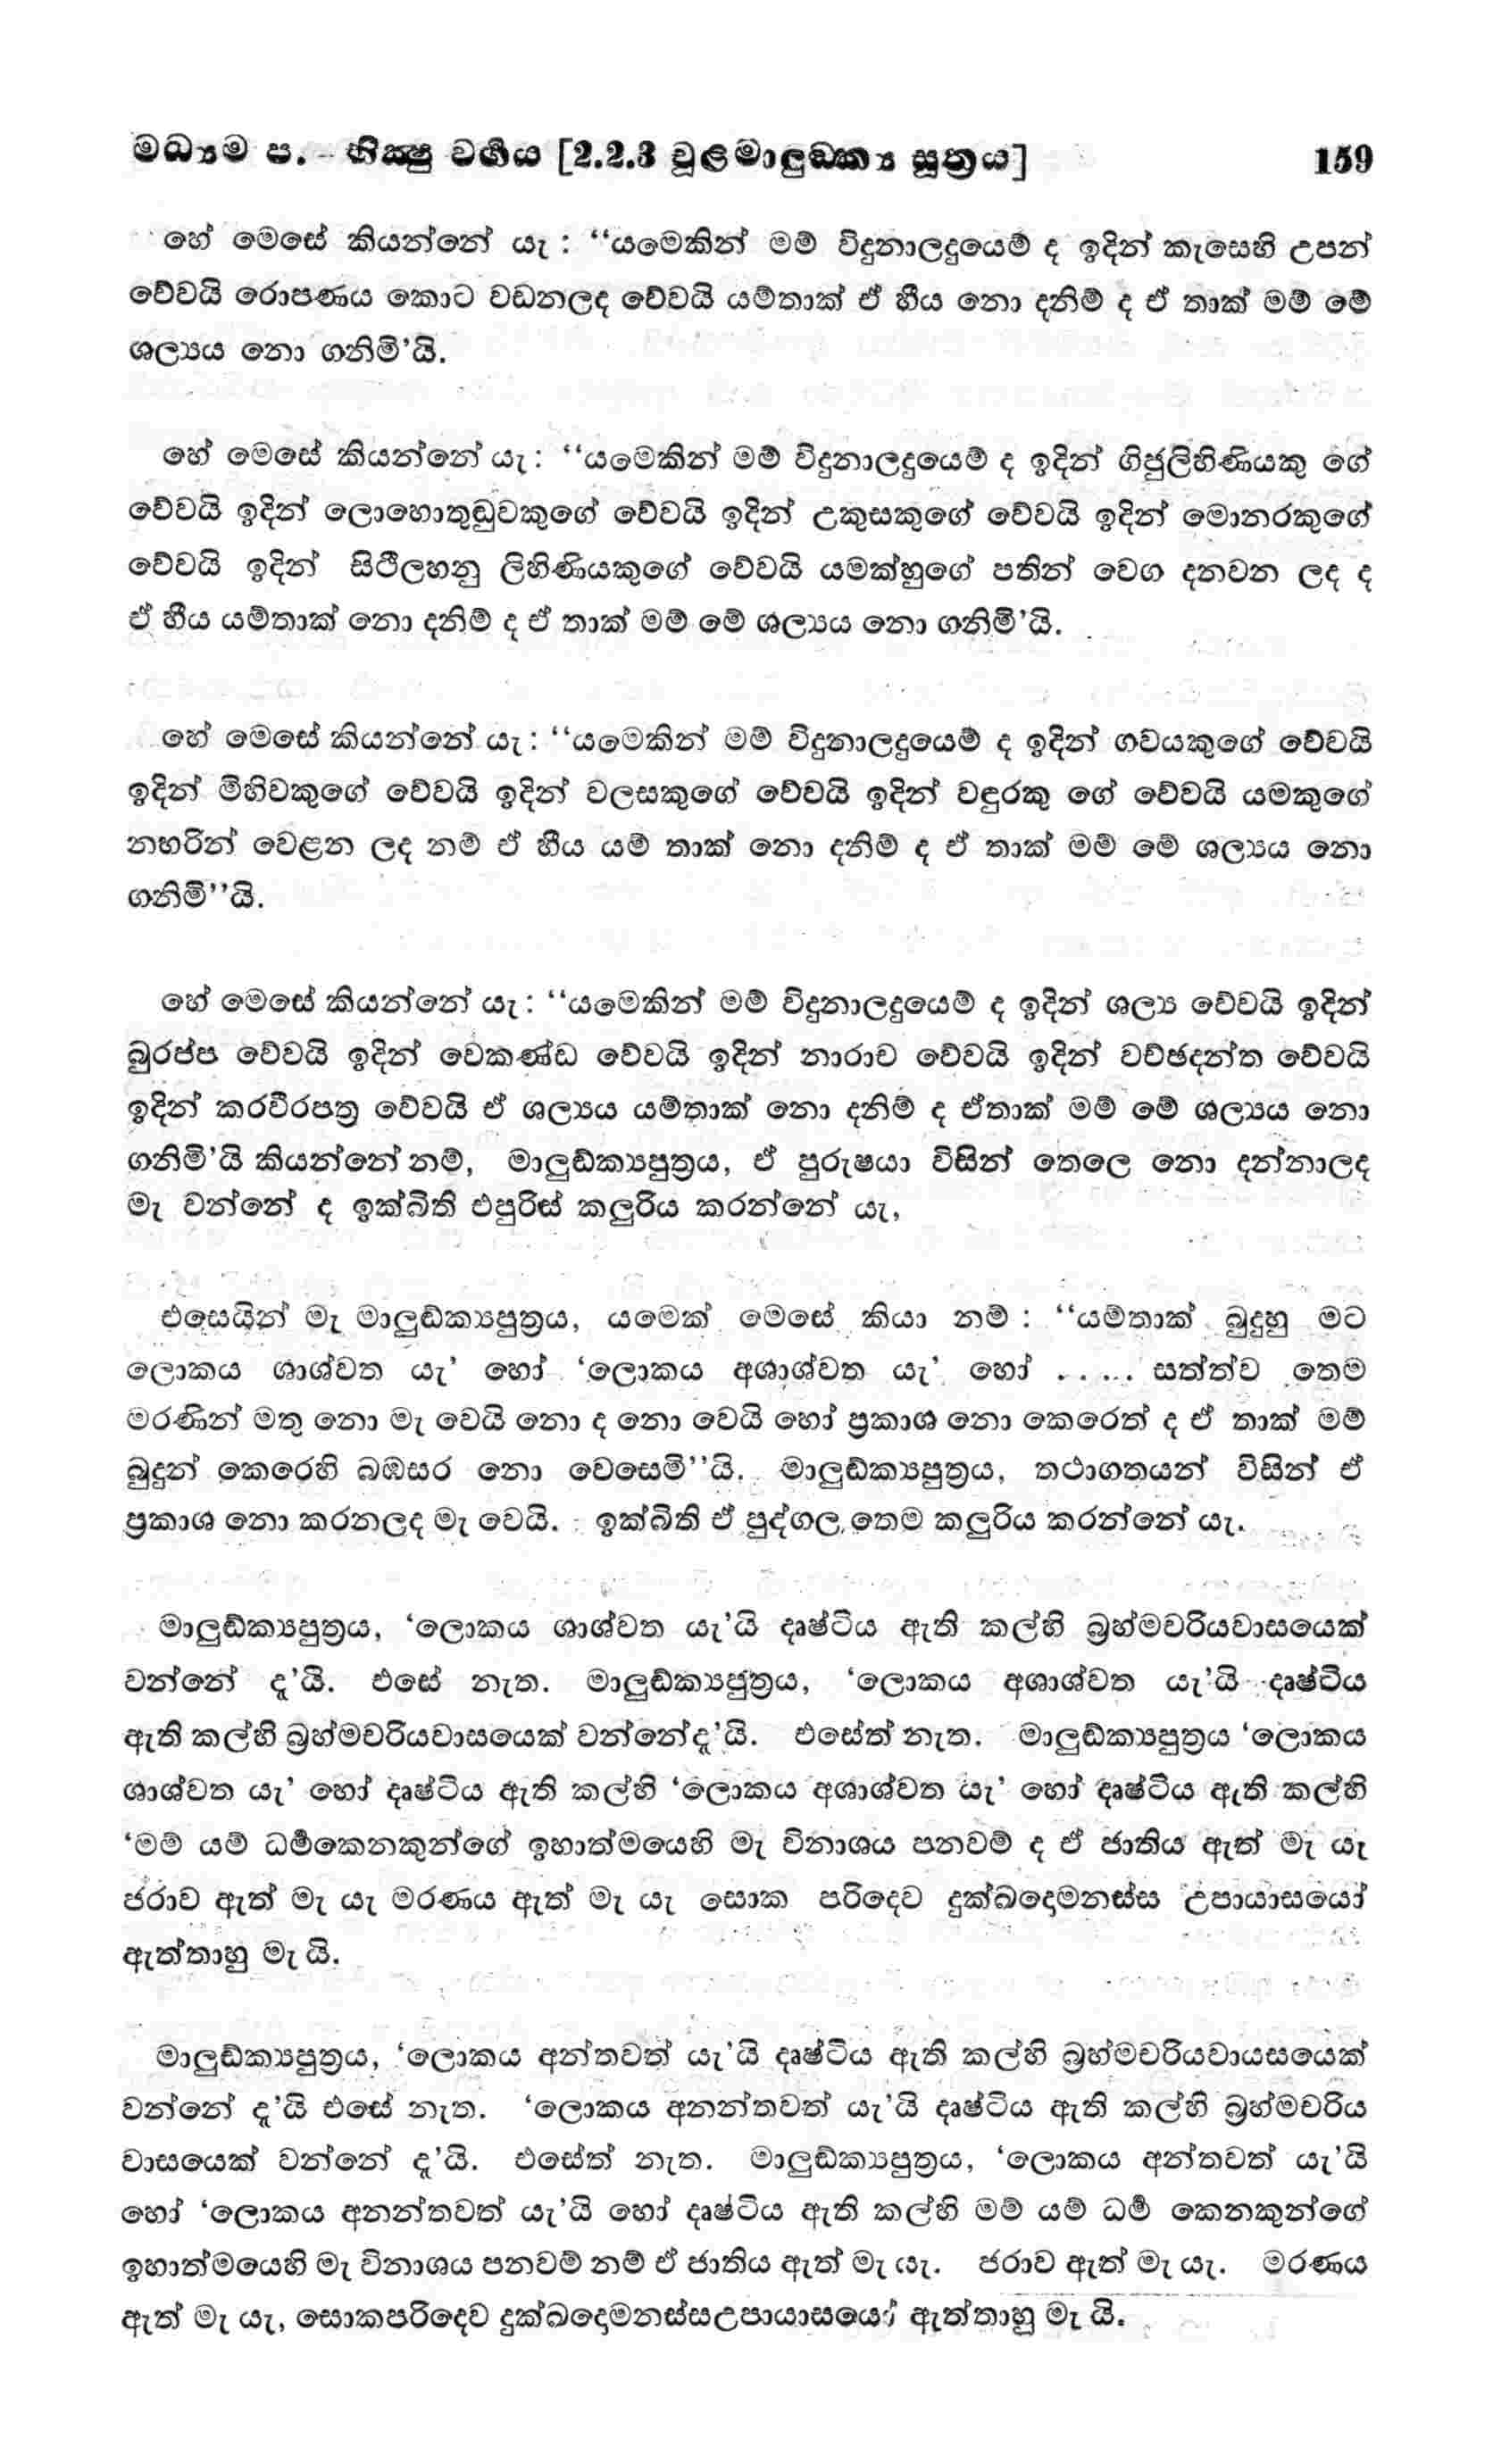 මධ්‍යම ප. - භික්ෂු වර්‍ගය [2.2.3 චූළමාලුඞ්ක්‍ය සූත්‍රය] 159
හේ මෙසේ කියන්නේ යැ : “යමෙකින් මම් විදුනාලදුයෙම් ද ඉදින් කැසෙහි උපන්
වේවයි රොපණය කොට වඩනලද වේවයි යම්තාක් ඒ හීය නො දනිම් ද ඒ තාක් මම් මේ
ශල්‍යය නො ගනිමි’යි.
හේ මෙසේ කියන්නේ යැ : “යමෙකින් මම් විදුනාලදුයෙම් ද ඉදින් ගිජුලිහිණියකු ගේ
වේවයි ඉදින් ලොහොතුඬුවකුගේ වේවයි ඉදින් උකුසකුගේ වේවයි ඉදින් මොනරකුගේ
වේවයි ඉදින් සිථිලහනු ලිහිණියකුගේ වේවයි යමක්හුගේ පතින් වෙග දනවන ලද ද
ඒ හීය යම්තාක් නො දනිම් ද ඒ තාක් මම් මේ ශල්‍යය නො ගනිමි’යි.
හේ මෙසේ කියන්නේ යැ : “යමෙකින් මම් විදුනාලදුයෙම් ද ඉදින් ගවයකුගේ වේවයි
ඉදින් මිහිවකුගේ වේවයි ඉදින් වලසකුගේ වේවයි ඉදින් වඳුරකු ගේ වේවයි යමකුගේ
නහරින් වෙළන ලද නම් ඒ හීය යම් තාක් නො දනිම් ද ඒ තාක් මම් මේ ශල්‍යය නො
ගනිමි”යි.
හේ මෙසේ කියන්නේ යැ : “යමෙකින් මම් විදුනාලදුයෙම් ද ඉදින් ශල්‍ය වේවයි ඉදින්
ඛුරප්ප වේවයි ඉදින් වෙකණ්ඩ වේවයි ඉදින් නාරාච වේවයි ඉදින් වච්ඡදන්ත වේවයි
ඉදින් කරවීරපත්‍ර වේවයි ඒ ශල්‍යය යම්තාක් නො දනිම් ද ඒතාක් මම් මේ ශල්‍යය නො
ගනිමි’යි කියන්නේ නම්, මාලුඞ්ක්‍යපුත්‍රය, ඒ පුරුෂයා විසින් තෙලෙ නො දන්නාලද
මැ වන්නේ ද ඉක්බිති එපුරිස් කලුරිය කරන්නේ යැ,
එසෙයින් මැ මාලුඞ්ක්‍යපුත්‍රය, යමෙක් මෙසේ කියා නම් : “යම්තාක් බුදුහු මට
ලොකය ශාශ්වත යැ’ හෝ ‘ලොකය අශාශ්වත යැ’ හෝ ..... සත්ත්ව තෙම
මරණින් මතු නො මැ වෙයි නො ද නො වෙයි හෝ ප්‍රකාශ නො කෙරෙත් ද ඒ තාක් මම්
බුදුන් කෙරෙහි බඹසර නො වෙසෙමි”යි. මාලුඞ්ක්‍යපුත්‍රය, තථාගතයන් විසින් ඒ
ප්‍රකාශ නො කරනලද මැ වෙයි. ඉක්බිති ඒ පුද්ගල තෙම කලුරිය කරන්නේ යැ.
මාලුඞ්ක්‍යපුත්‍රය, ‘ලොකය ශාශ්වත යැ’යි දෘෂ්ටිය ඇති කල්හි බ්‍රහ්මචරියවාසයෙක්
වන්නේ දැ’යි. එසේ නැත. මාලුඞ්ක්‍යපුත්‍රය, ‘ලොකය අශාශ්වත යැ’යි දෘෂ්ටිය
ඇති කල්හි බ්‍රහ්මචරියවාසයෙක් වන්නේදැ’යි. එසේත් නැත. මාලුඞ්ක්‍යපුත්‍රය ‘ලොකය
ශාශ්වත යැ’ හෝ දෘෂ්ටිය ඇති කල්හි ‘ලොකය අශාශ්වත යැ’ හෝ දෘෂ්ටිය ඇති කල්හි
‘මම් යම් ධර්‍මකෙනකුන්ගේ ඉහාත්මයෙහි මැ විනාශය පනවම් ද ඒ ජාතිය ඇත් මැ යැ
ජරාව ඇත් මැ යැ මරණය ඇත් මැ යැ සොක පරිදෙව දුක්ඛදොමනස්ස උපායාසයෝ
ඇත්තාහු මැ යි.
මාලුඞ්ක්‍යපුත්‍රය, ‘ලොකය අන්තවත් යැ’යි දෘෂ්ටිය ඇති කල්හි බ්‍රහ්මචරියවායසයෙක්
වන්නේ දැ’යි එසේ නැත. ‘ලොකය අනන්තවත් යැ’යි දෘෂ්ටිය ඇති කල්හි බ්‍රහ්මචරිය
වාසයෙක් වන්නේ දැ’යි. එසේත් නැත. මාලුඞ්ක්‍යපුත්‍රය, ‘ලොකය අන්තවත් යැ’යි
හෝ ‘ලොකය අනන්තවත් යැ’යි හෝ දෘෂ්ටිය ඇති කල්හි මම් යම් ධර්‍ම කෙනකුන්ගේ
ඉහාත්මයෙහි මැ විනාශය පනවම් නම් ඒ ජාතිය ඇත් මැ යැ. ජරාව ඇත් මැ යැ. මරණය
ඇත් මැ යැ, සොකපරිදෙව දුක්ඛදොමනස්සඋපායාසයෝ ඇත්තාහු මැ යි.